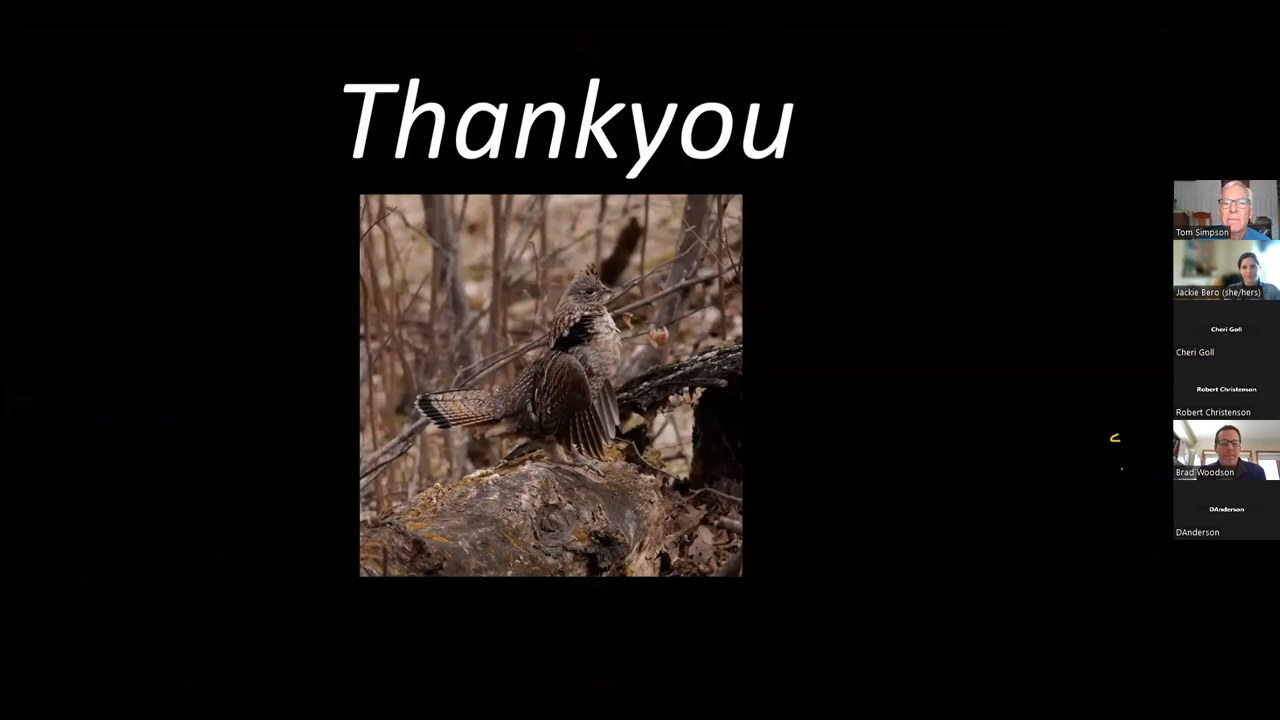 Thankyou
Tom Simpson
Jackie Bero (she/hers)
Cheri Goll
Cheri Goll
Robert Christenson
Robert Christenson
Brad Woodson
DAnderson
DAnderson